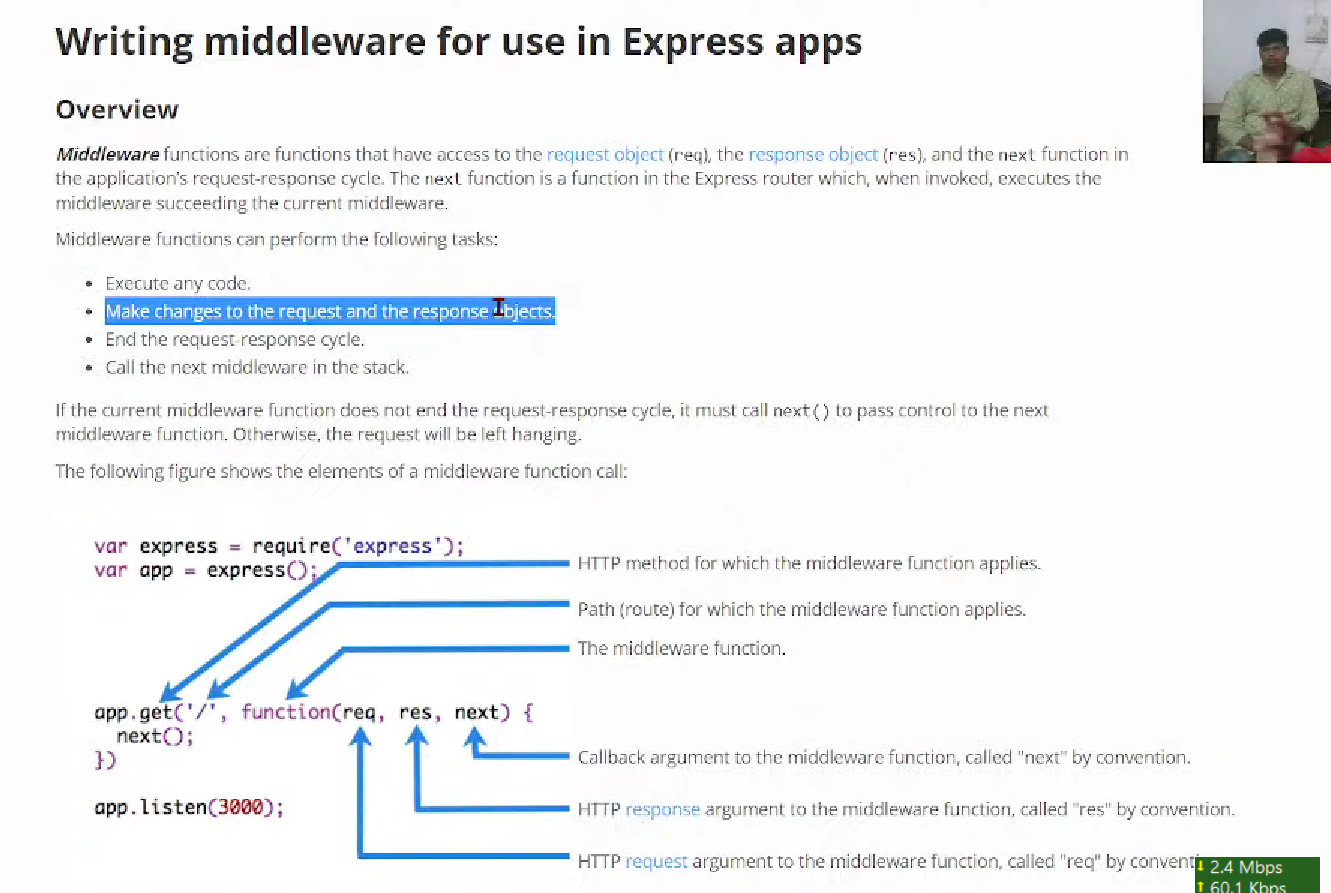 Writing middleware for use in Express apps
Overview
Middleware functions are functions that have access to the request object (req), the response object (res), and the next function in
the application's request-response cycle. The next function is a function in the Express router which, when invoked, executes the
middleware succeeding the current middleware.
Middleware functions can perform the following tasks:
• Execute any code.
• Make changes to the request and the response objects.
• End the request-response cycle.
• Call the next middleware in the stack.
If the current middleware function does not end the request-response cycle, it must call next() to pass control to the next
middleware function. Otherwise, the request will be left hanging.
The following figure shows the elements of a middleware function call:
var express = require('express');
var app = express();
HTTP method for which the middleware function applies.
Path (route) for which the middleware function applies.
The middleware function.
app.get('/', function(req, res, next) {
next();
})
app.listen(3000);
Callback argument to the middleware function, called "next" by convention.
HTTP response argument to the middleware function, called "res" by convention.
HTTP request argument to the middleware function, called "req" by conventi
2.4 Mbps
60.1 Kbps